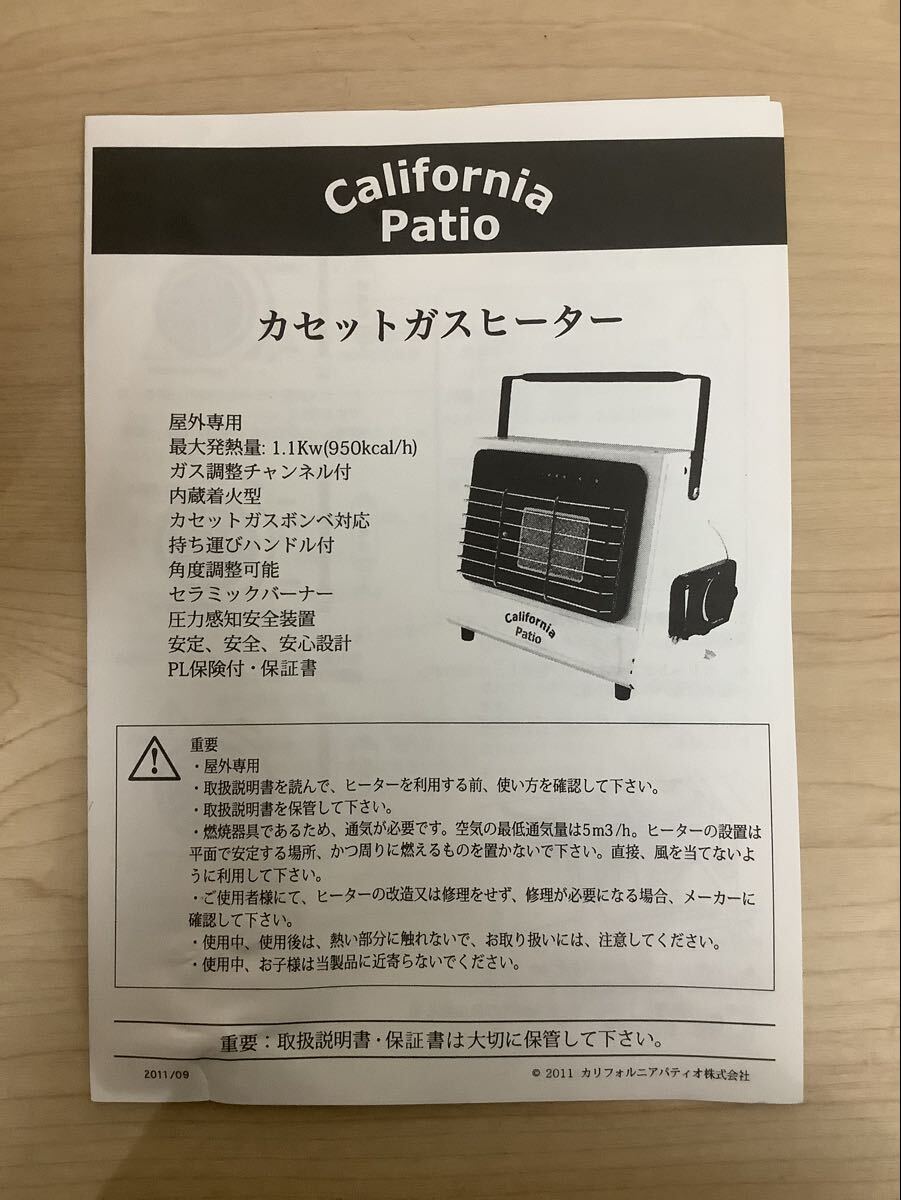 California
Patio
カセットガスヒーター
屋外専用
最大発熱量: 1.1Kw(950kcal/h)
ガス調整チャンネル付
内蔵着火型
カセットガスボンベ対応
持ち運びハンドル付
角度調整可能
セラミックバーナー
圧力感知安全装置
安定、安全、安心設計
PL保険付・保証書
California
Patio
重要
・屋外専用
・取扱説明書を読んで、ヒーターを利用する前、使い方を確認して下さい。
・取扱説明書を保管して下さい。
・燃焼器具であるため、通気が必要です。空気の最低通気量は5m3/h。ヒーターの設置は
平面で安定する場所、かつ周りに燃えるものを置かないで下さい。直接、風を当てないよ
うに利用して下さい。
・ご使用者様にて、ヒーターの改造又は修理をせず、修理が必要になる場合、メーカーに
確認して下さい。
・使用中、使用後は、熱い部分に触れないで、お取り扱いには、注意してください。
・使用中、お子様は当製品に近寄らないでください。
重要：取扱説明書・保証書は大切に保管して下さい。
2011/09
© 2011 カリフォルニアパティオ株式会社